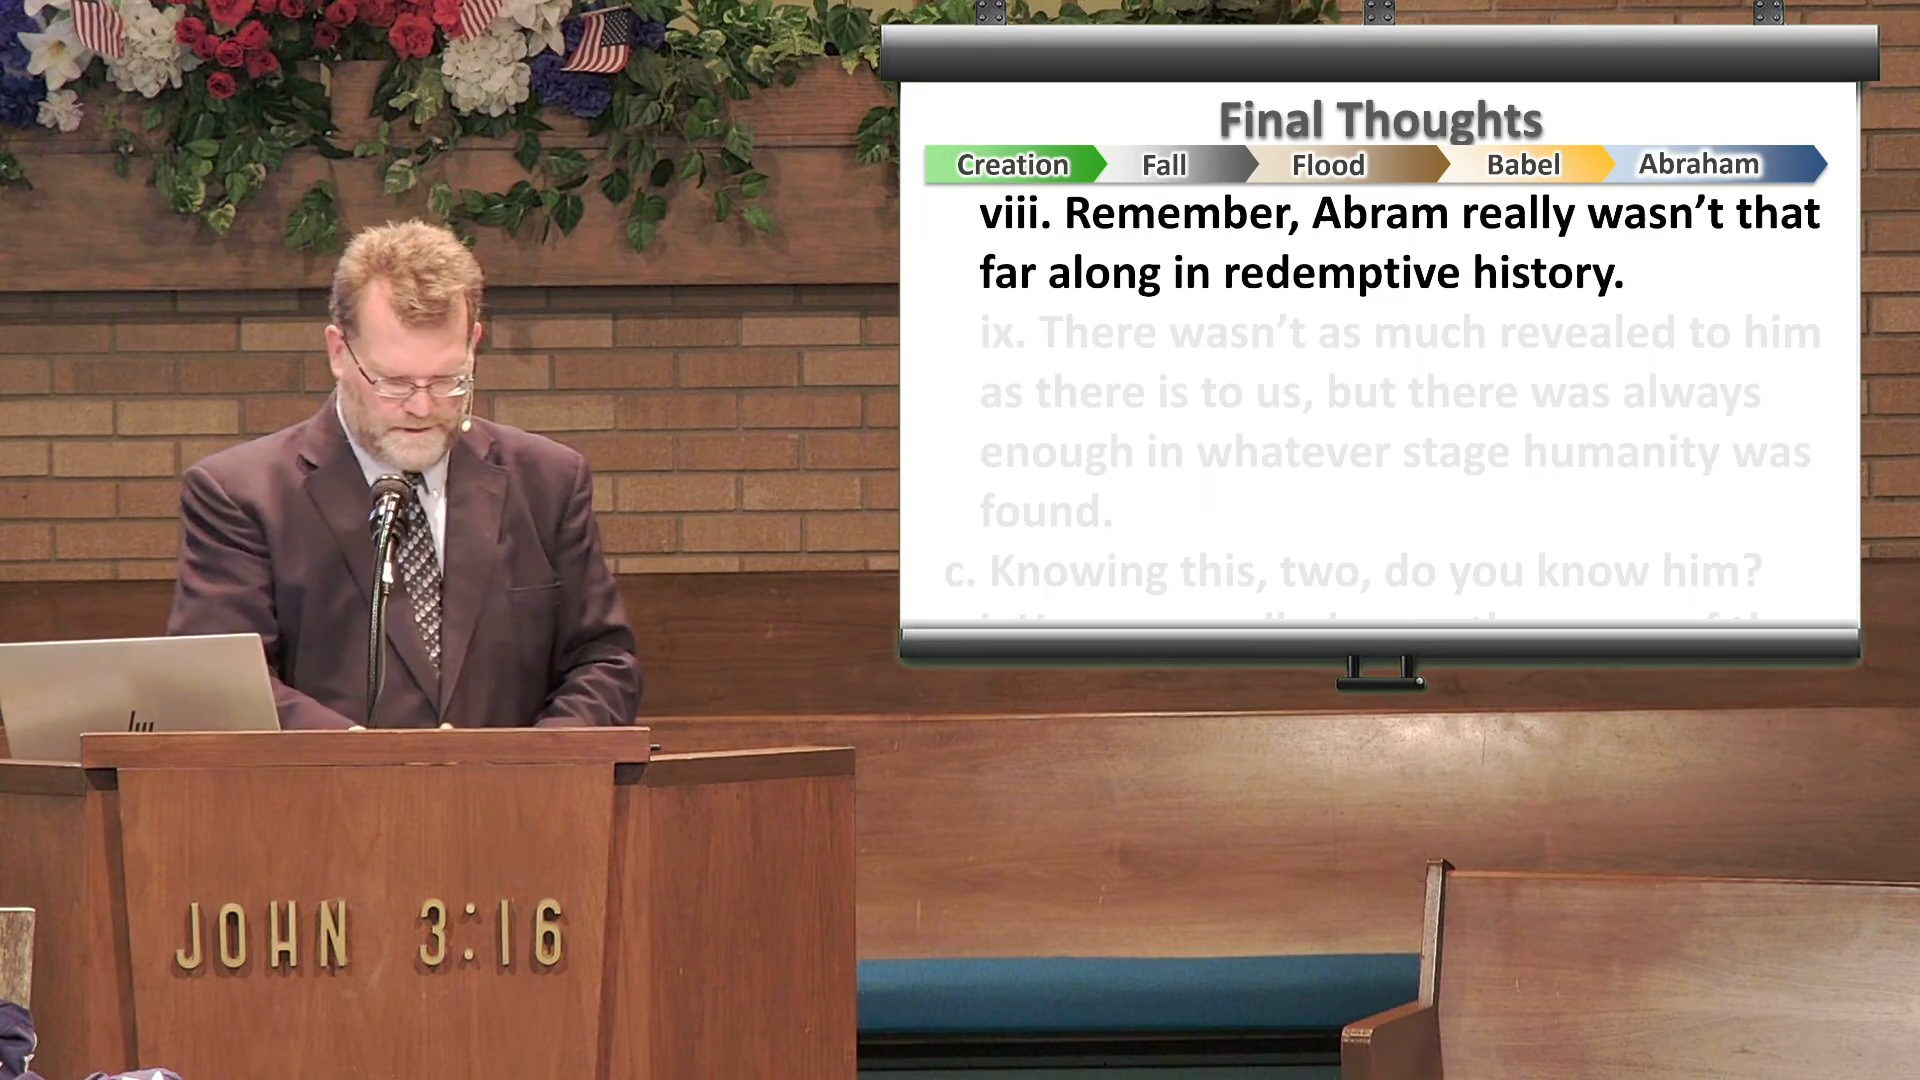 Final Thoughts
Creation Fall Flood Babel Abraham
viii. Remember, Abram really wasn’t that
far along in redemptive history.
ix. There wasn’t as much revealed to him
as there is to us, but there was always
enough in whatever stage humanity was
found.
c. Knowing this, two, do you know him?
hp
JOHN 3:16